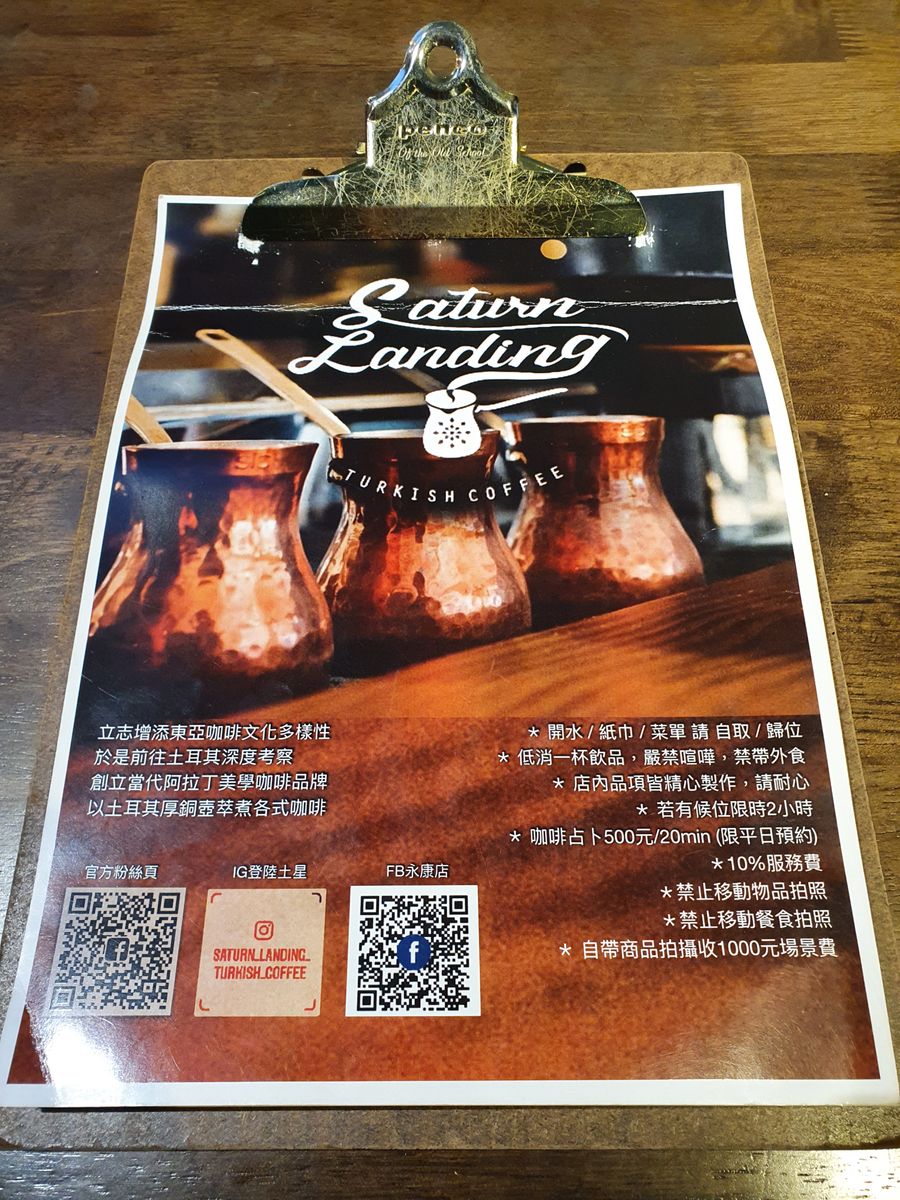 penco
Of the Old School
Saturn
Landing
TURKISH COFFEE
立志增添東亞咖啡文化多樣性
於是前往土耳其深度考察
創立當代阿拉丁美學咖啡品牌
以土耳其厚銅壺萃煮各式咖啡
* 開水 / 紙巾 / 菜單 請 自取 / 歸位
* 低消一杯飲品，嚴禁喧嘩，禁帶外食
* 店內品項皆精心製作，請耐心
* 若有候位限時2小時
* 咖啡占卜500元/20min (限平日預約)
*10%服務費
*禁止移動物品拍照
*禁止移動餐食拍照
* 自帶商品拍攝收1000元場景費
官方粉絲頁
IG登陸土星
FB永康店
SATURN_LANDING_
TURKISH_COFFEE